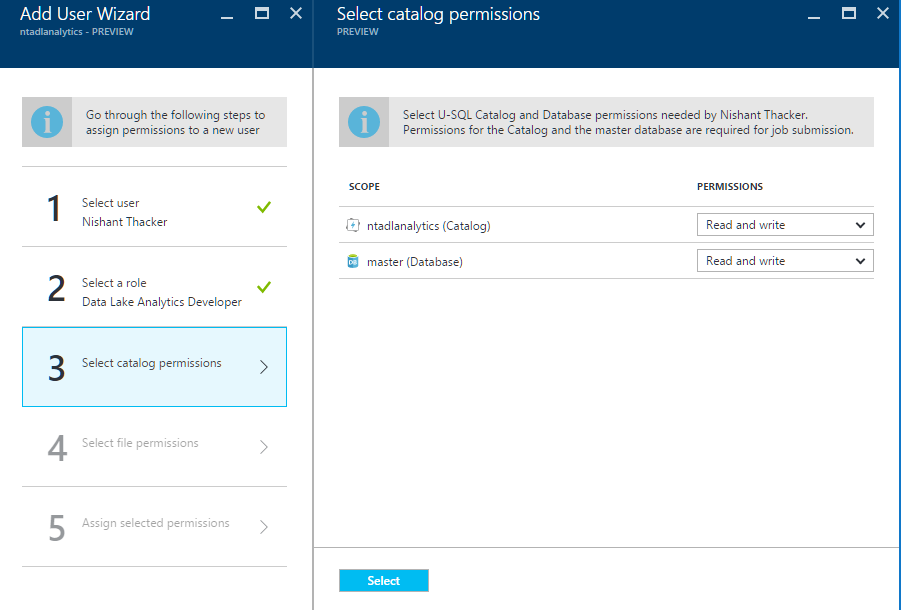 Add User Wizard
ntadlanalytics - PREVIEW
Go through the following steps to
assign permissions to a new user
1
Select user
Nishant Thacker
2
Select a role
Data Lake Analytics Developer
3
Select catalog permissions
4
Select file permissions
5
Assign selected permissions
Select catalog permissions
PREVIEW
Select U-SQL Catalog and Database permissions needed by Nishant Thacker.
Permissions for the Catalog and the master database are required for job submission.
SCOPE PERMISSIONS
ntadlanalytics (Catalog) Read and write
DB master (Database) Read and write
Select